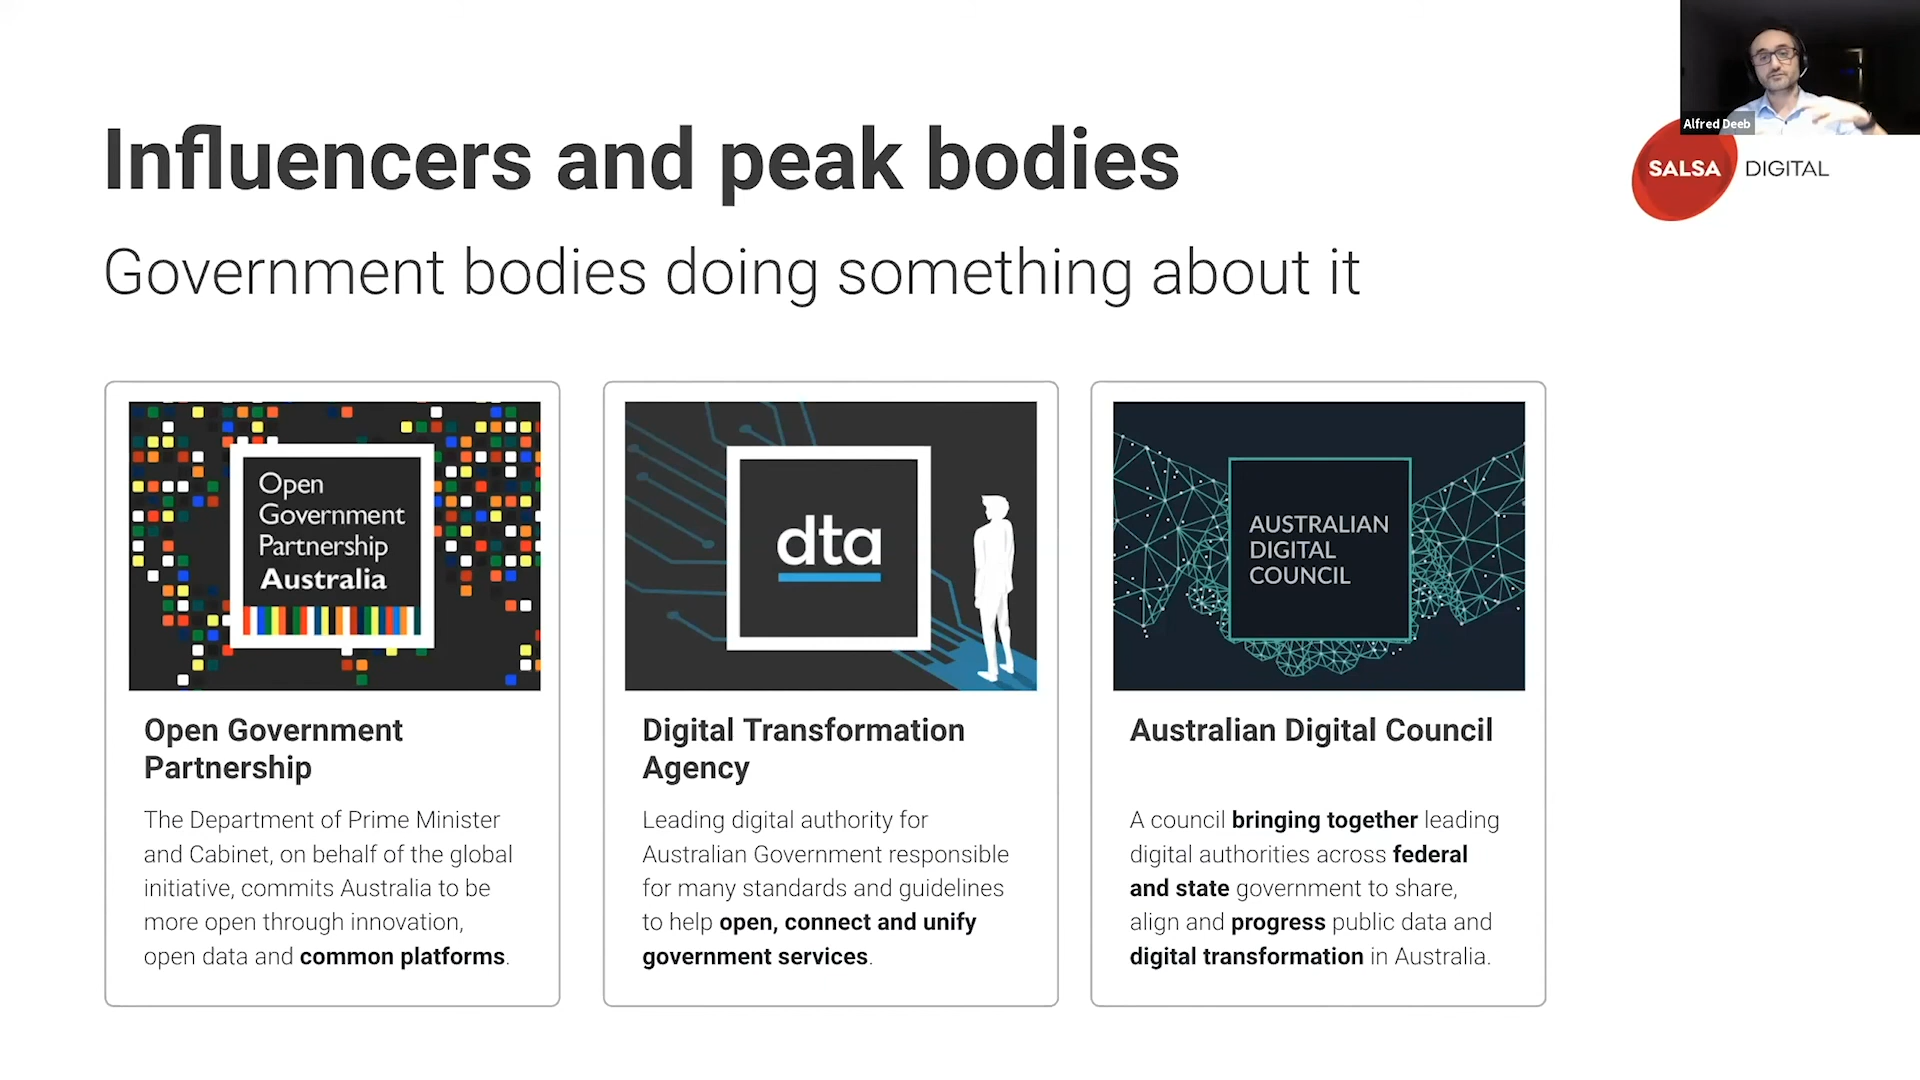 Alfred Deeb
SALSA DIGITAL
Influencers and peak bodies
Government bodies doing something about it
Open
Government
Partnership
Australia
Open Government
Partnership
The Department of Prime Minister
and Cabinet, on behalf of the global
initiative, commits Australia to be
more open through innovation,
open data and common platforms.
dta
Digital Transformation
Agency
Leading digital authority for
Australian Government responsible
for many standards and guidelines
to help open, connect and unify
government services.
AUSTRALIAN
DIGITAL
COUNCIL
Australian Digital Council
A council bringing together leading
digital authorities across federal
and state government to share,
align and progress public data and
digital transformation in Australia.